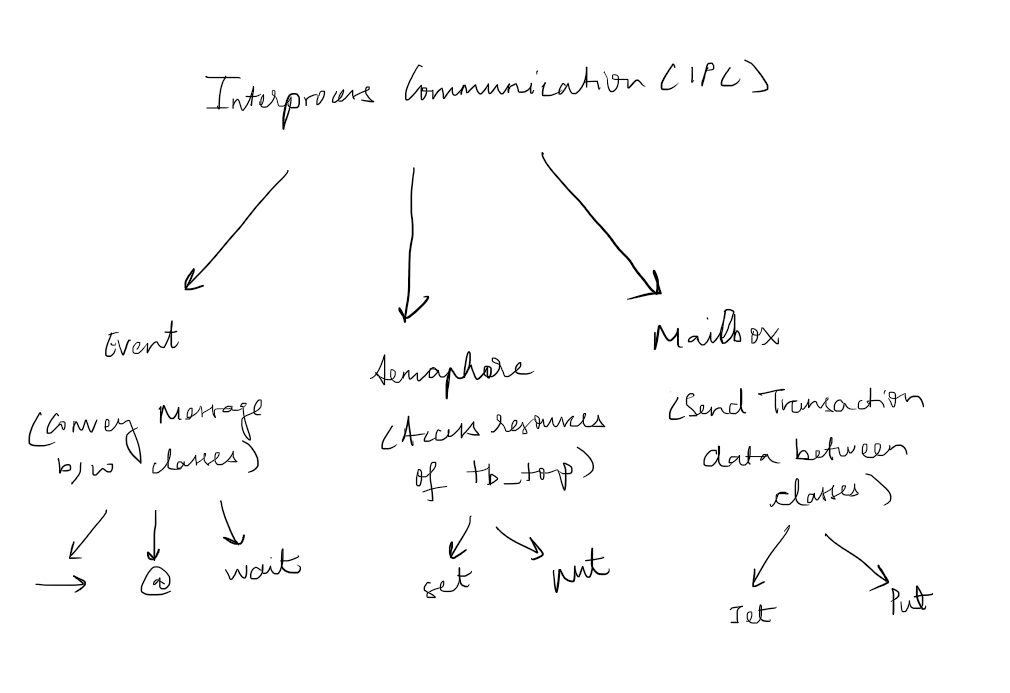 Interprocess Communication (IPC)
Event
(Convey Message
b/w classes)
→
@
wait
Semaphore
(Access resources
of tb_top)
get
put
Mailbox
(Send Transaction
data between
classes)
Get
Put